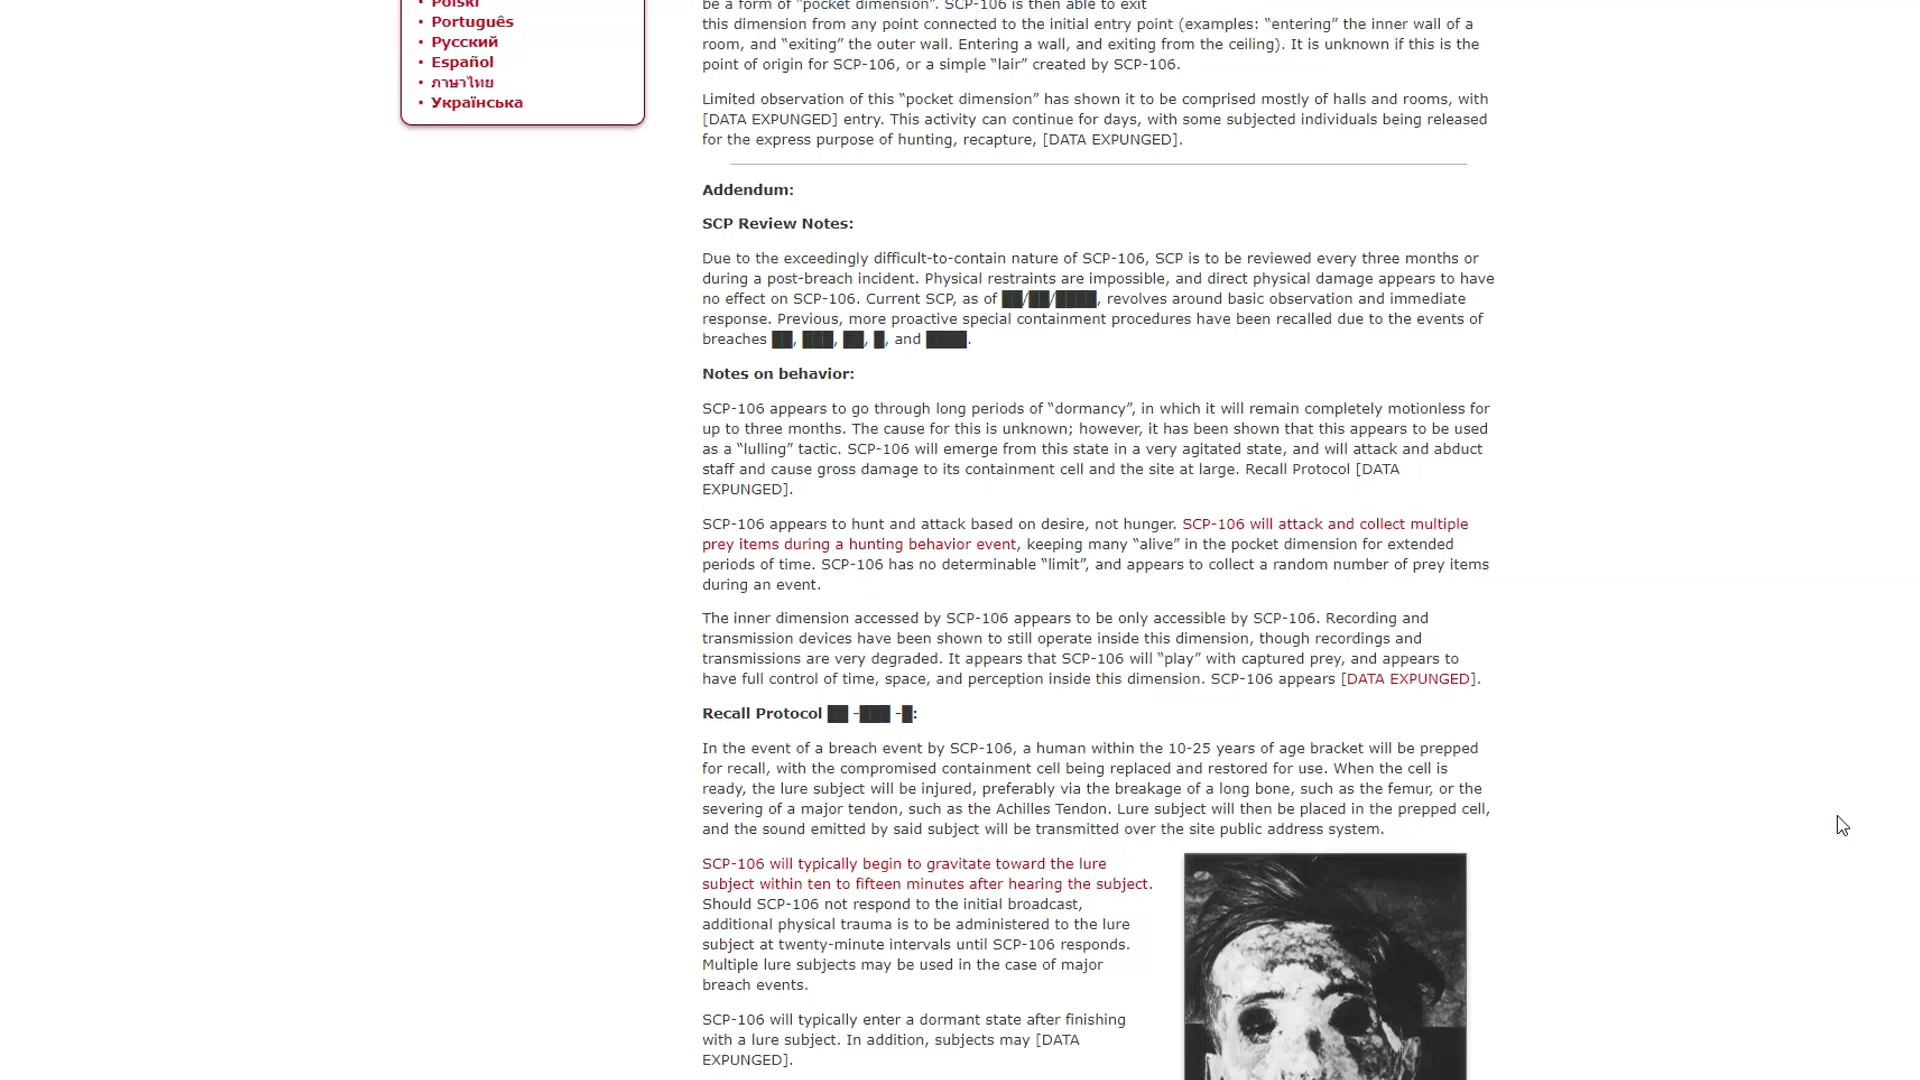 Polski
Português
Русский
Español
ภาษาไทย
Українська
be a form of “pocket dimension”. SCP-106 is then able to exit
this dimension from any point connected to the initial entry point (examples: “entering” the inner wall of a
room, and “exiting” the outer wall. Entering a wall, and exiting from the ceiling). It is unknown if this is the
point of origin for SCP-106, or a simple “lair” created by SCP-106.
Limited observation of this “pocket dimension” has shown it to be comprised mostly of halls and rooms, with
[DATA EXPUNGED] entry. This activity can continue for days, with some subjected individuals being released
for the express purpose of hunting, recapture, [DATA EXPUNGED].
Addendum:
SCP Review Notes:
Due to the exceedingly difficult-to-contain nature of SCP-106, SCP is to be reviewed every three months or
during a post-breach incident. Physical restraints are impossible, and direct physical damage appears to have
no effect on SCP-106. Current SCP, as of ██/██/████, revolves around basic observation and immediate
response. Previous, more proactive special containment procedures have been recalled due to the events of
breaches ██, ███, ██, █, and ████.
Notes on behavior:
SCP-106 appears to go through long periods of “dormancy”, in which it will remain completely motionless for
up to three months. The cause for this is unknown; however, it has been shown that this appears to be used
as a “lulling” tactic. SCP-106 will emerge from this state in a very agitated state, and will attack and abduct
staff and cause gross damage to its containment cell and the site at large. Recall Protocol [DATA
EXPUNGED].
SCP-106 appears to hunt and attack based on desire, not hunger. SCP-106 will attack and collect multiple
prey items during a hunting behavior event, keeping many “alive” in the pocket dimension for extended
periods of time. SCP-106 has no determinable “limit”, and appears to collect a random number of prey items
during an event.
The inner dimension accessed by SCP-106 appears to be only accessible by SCP-106. Recording and
transmission devices have been shown to still operate inside this dimension, though recordings and
transmissions are very degraded. It appears that SCP-106 will “play” with captured prey, and appears to
have full control of time, space, and perception inside this dimension. SCP-106 appears [DATA EXPUNGED].
Recall Protocol ██ -███ -█:
In the event of a breach event by SCP-106, a human within the 10-25 years of age bracket will be prepped
for recall, with the compromised containment cell being replaced and restored for use. When the cell is
ready, the lure subject will be injured, preferably via the breakage of a long bone, such as the femur, or the
severing of a major tendon, such as the Achilles Tendon. Lure subject will then be placed in the prepped cell,
and the sound emitted by said subject will be transmitted over the site public address system.
SCP-106 will typically begin to gravitate toward the lure
subject within ten to fifteen minutes after hearing the subject.
Should SCP-106 not respond to the initial broadcast,
additional physical trauma is to be administered to the lure
subject at twenty-minute intervals until SCP-106 responds.
Multiple lure subjects may be used in the case of major
breach events.
SCP-106 will typically enter a dormant state after finishing
with a lure subject. In addition, subjects may [DATA
EXPUNGED].